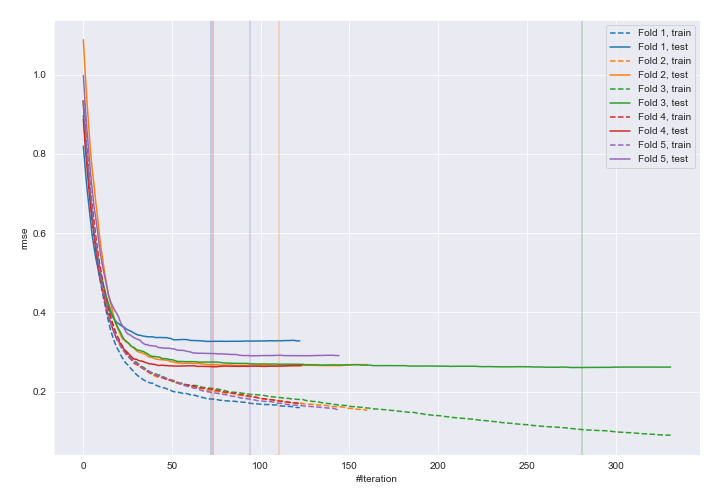 1.0
0.8
0.6
0.4
0.2
rmse
0
50
100
150
200
250
300
#Iteration
Fold 1, train
Fold 1, test
Fold 2, train
Fold 2, test
Fold 3, train
Fold 3, test
Fold 4, train
Fold 4, test
Fold 5, train
Fold 5, test